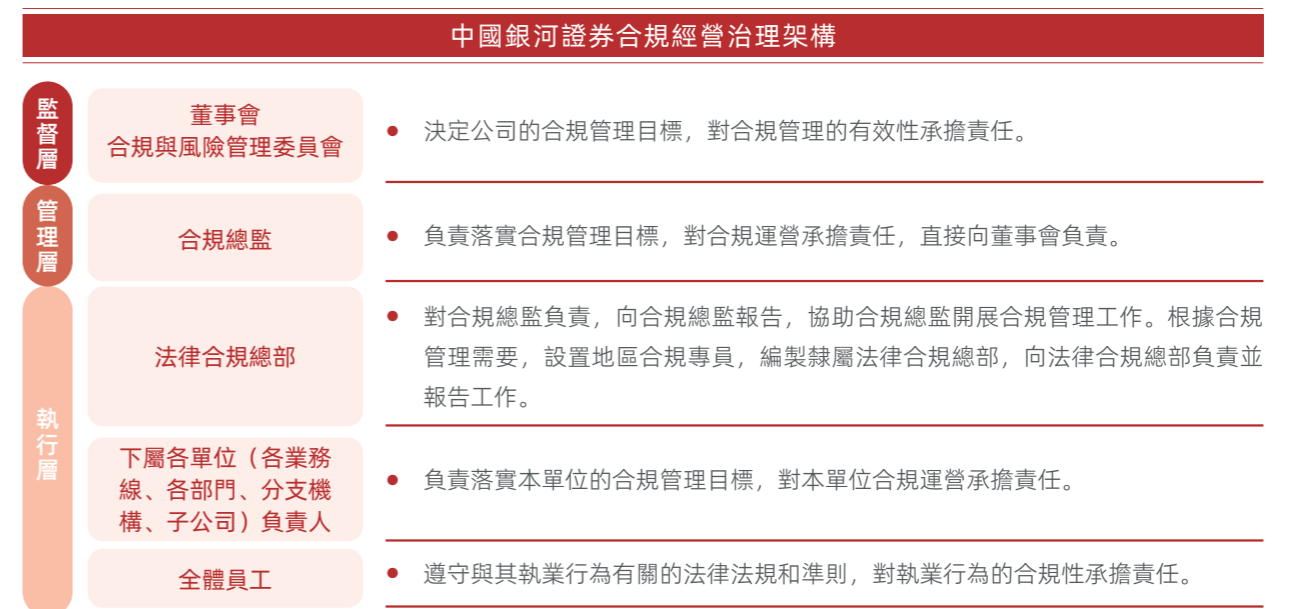 中國銀河證券合規經營治理架構
監督層
董事會
合規與風險管理委員會
• 決定公司的合規管理目標，對合規管理的有效性承擔責任。
管理層
合規總監
• 負責落實合規管理目標，對合規運營承擔責任，直接向董事會負責。
執行層
法律合規總部
• 對合規總監負責，向合規總監報告，協助合規總監開展合規管理工作。根據合規
管理需要，設置地區合規專員，編製隸屬法律合規總部，向法律合規總部負責並
報告工作。
下屬各單位（各業務
線、各部門、分支機
構、子公司）負責人
• 負責落實本單位的合規管理目標，對本單位合規運營承擔責任。
全體員工
• 遵守與其執業行為有關的法律法規和準則，對執業行為的合規性承擔責任。